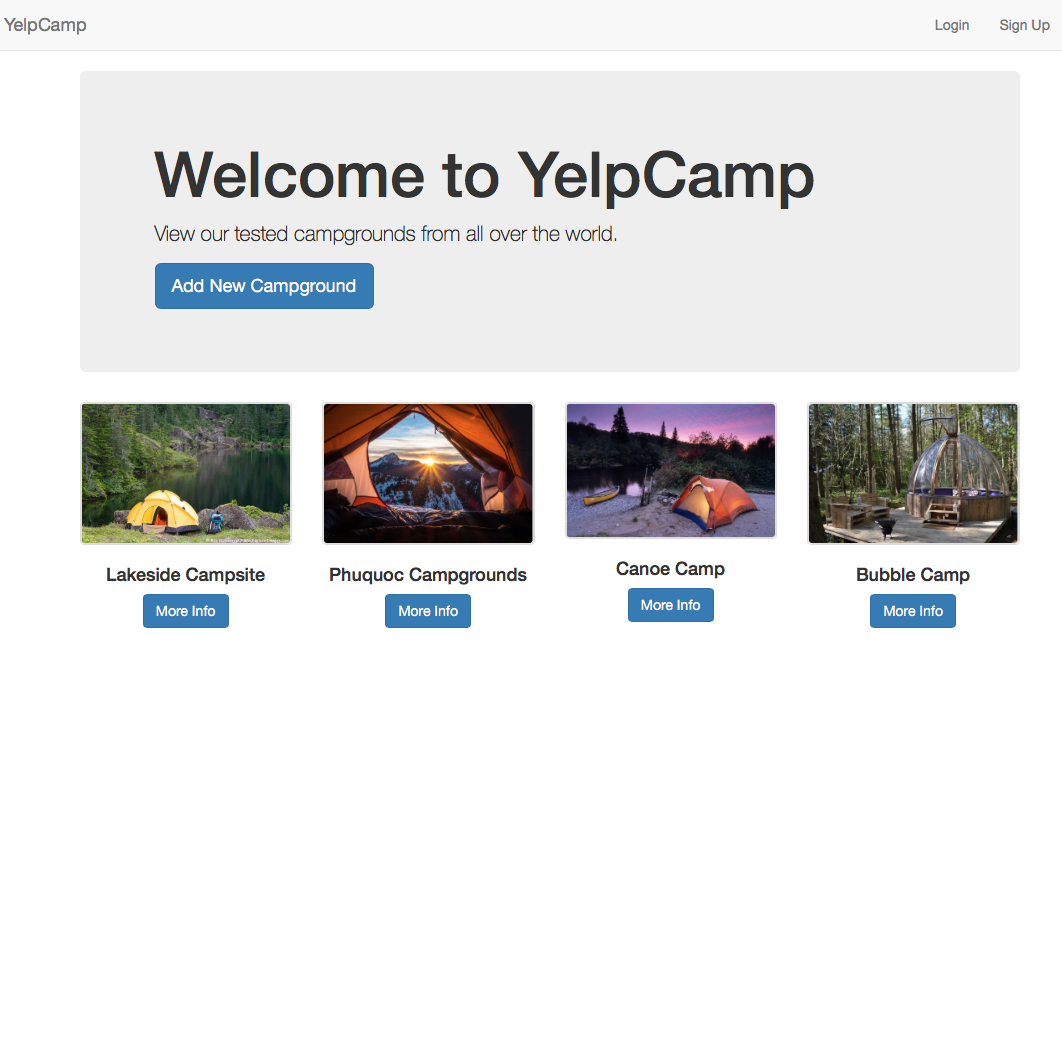 YelpCamp
Login
Sign Up
Welcome to YelpCamp
View our tested campgrounds from all over the world.
Add New Campground
Lakeside Campsite
Phuquoc Campgrounds
Canoe Camp
Bubble Camp
More Info
More Info
More Info
More Info